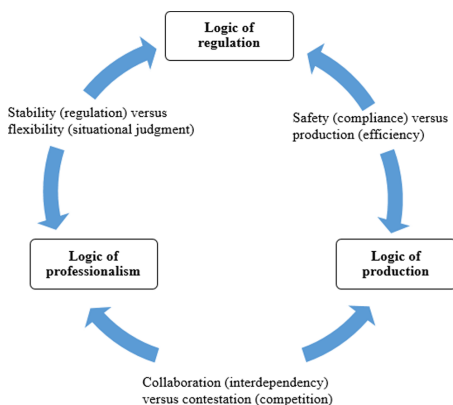 Logic of
regulation
Stability (regulation) versus
flexibility (situational judgment)
Safety (compliance) versus
production (efficiency)
Logic of
professionalism
Logic of
production
Collaboration (interdependency)
versus contestation (competition)